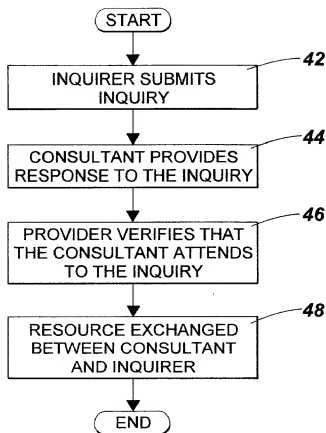 START
42
INQUIRER SUBMITS
INQUIRY
44
CONSULTANT PROVIDES
RESPONSE TO THE INQUIRY
46
PROVIDER VERIFIES THAT
THE CONSULTANT ATTENDS
TO THE INQUIRY
48
RESOURCE EXCHANGED
BETWEEN CONSULTANT
AND INQUIRER
END